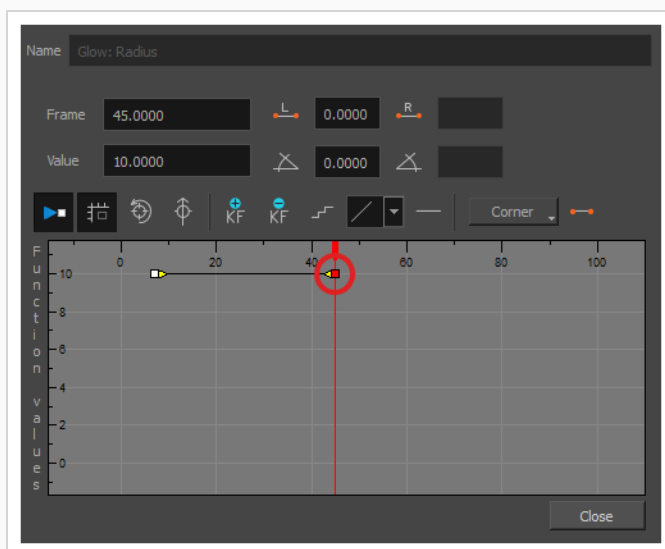 Name Glow: Radius
Frame 45.0000 L 0.0000 R
Value 10.0000 0.0000
KF KF Corner
Function values
0 20 40 60 80 100
10
8
6
4
2
0
Close